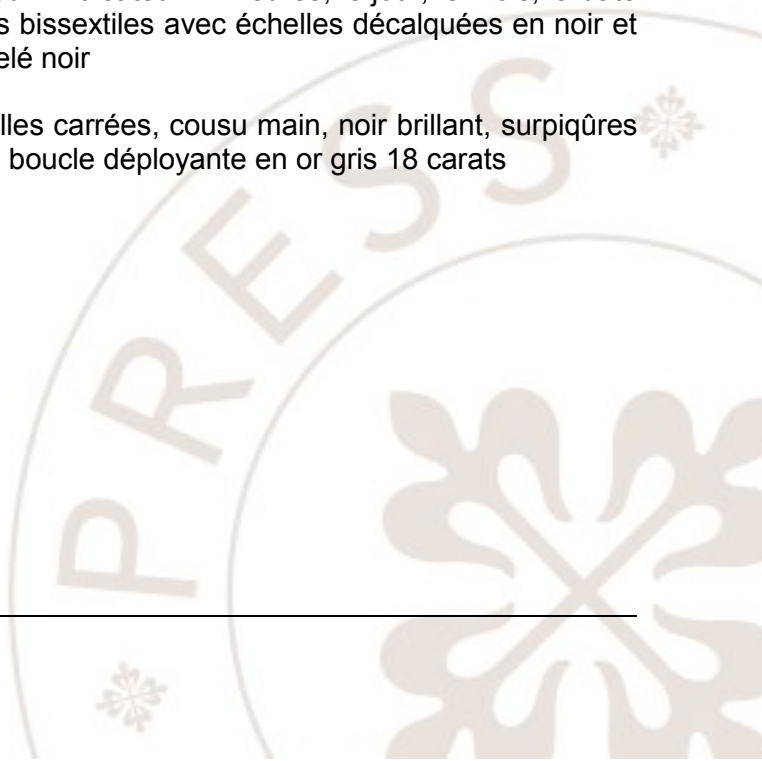 s bissextiles avec échelles décalquées en noir et
elé noir
lles carrées, cousu main, noir brillant, surpiqûres
boucle déployante en or gris 18 carats
PRESS